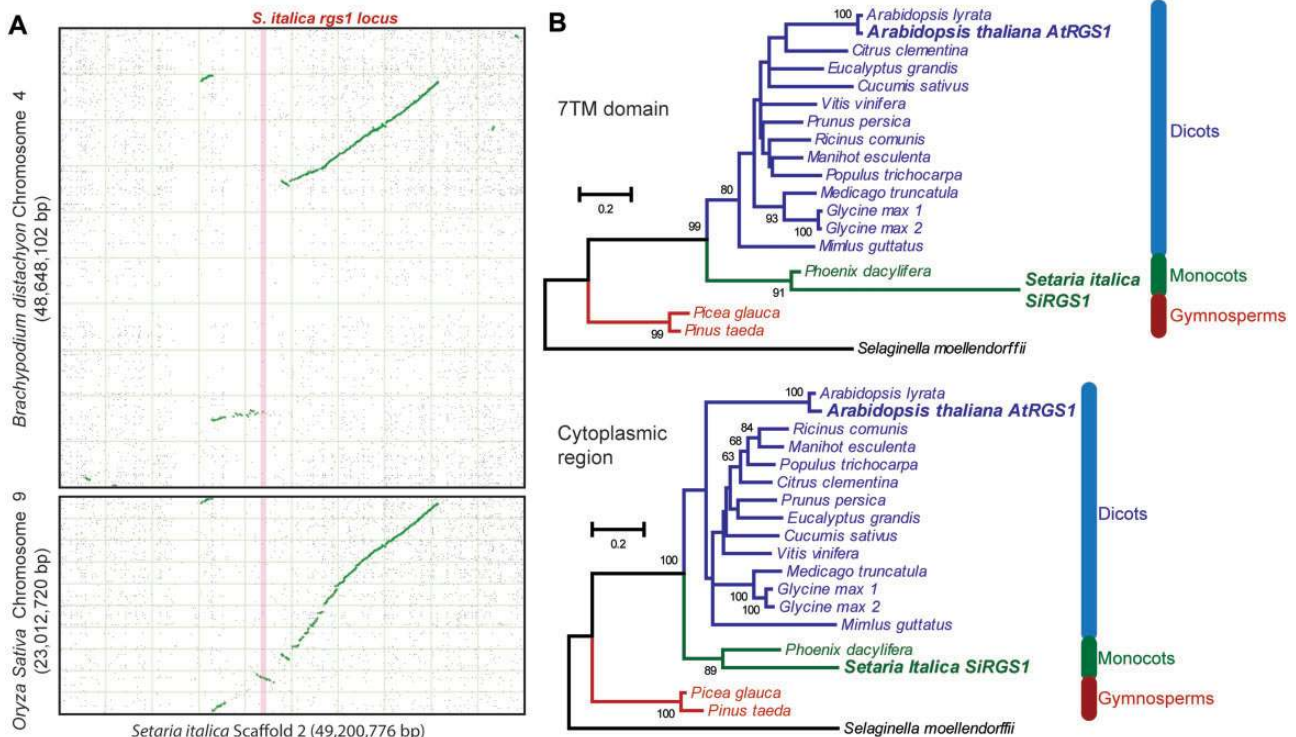 A
S. italica rgs1 locus
Brachypodium distachyon Chromosome 4
(48,648,102 bp)
Oryza Sativa Chromosome 9
(23,012,720 bp)
Setaria italica Scaffold 2 (49,200,776 bp)
B
7TM domain
0.2
100
Arabidopsis lyrata
Arabidopsis thaliana AtRGS1
Citrus clementina
Eucalyptus grandis
Cucumis sativus
Vitis vinifera
Prunus persica
Ricinus comunis
Manihot esculenta
Populus trichocarpa
80
Medicago truncatula
93
Glycine max 1
100
Glycine max 2
99
Mimlus guttatus
Phoenix dacylifera
91
Setaria italica
SiRGS1
Picea glauca
99
Pinus taeda
Selaginella moellendorffii
Dicots
Monocots
Gymnosperms
Cytoplasmic
region
0.2
100
Arabidopsis lyrata
Arabidopsis thaliana AtRGS1
84
Ricinus comunis
68
Manihot esculenta
63
Populus trichocarpa
Citrus clementina
Prunus persica
Eucalyptus grandis
Cucumis sativus
Vitis vinifera
100
Medicago truncatula
100
Glycine max 1
100
Glycine max 2
Mimlus guttatus
Phoenix dacylifera
89
Setaria Italica SiRGS1
Picea glauca
100
Pinus taeda
Selaginella moellendorffii
Dicots
Monocots
Gymnosperms